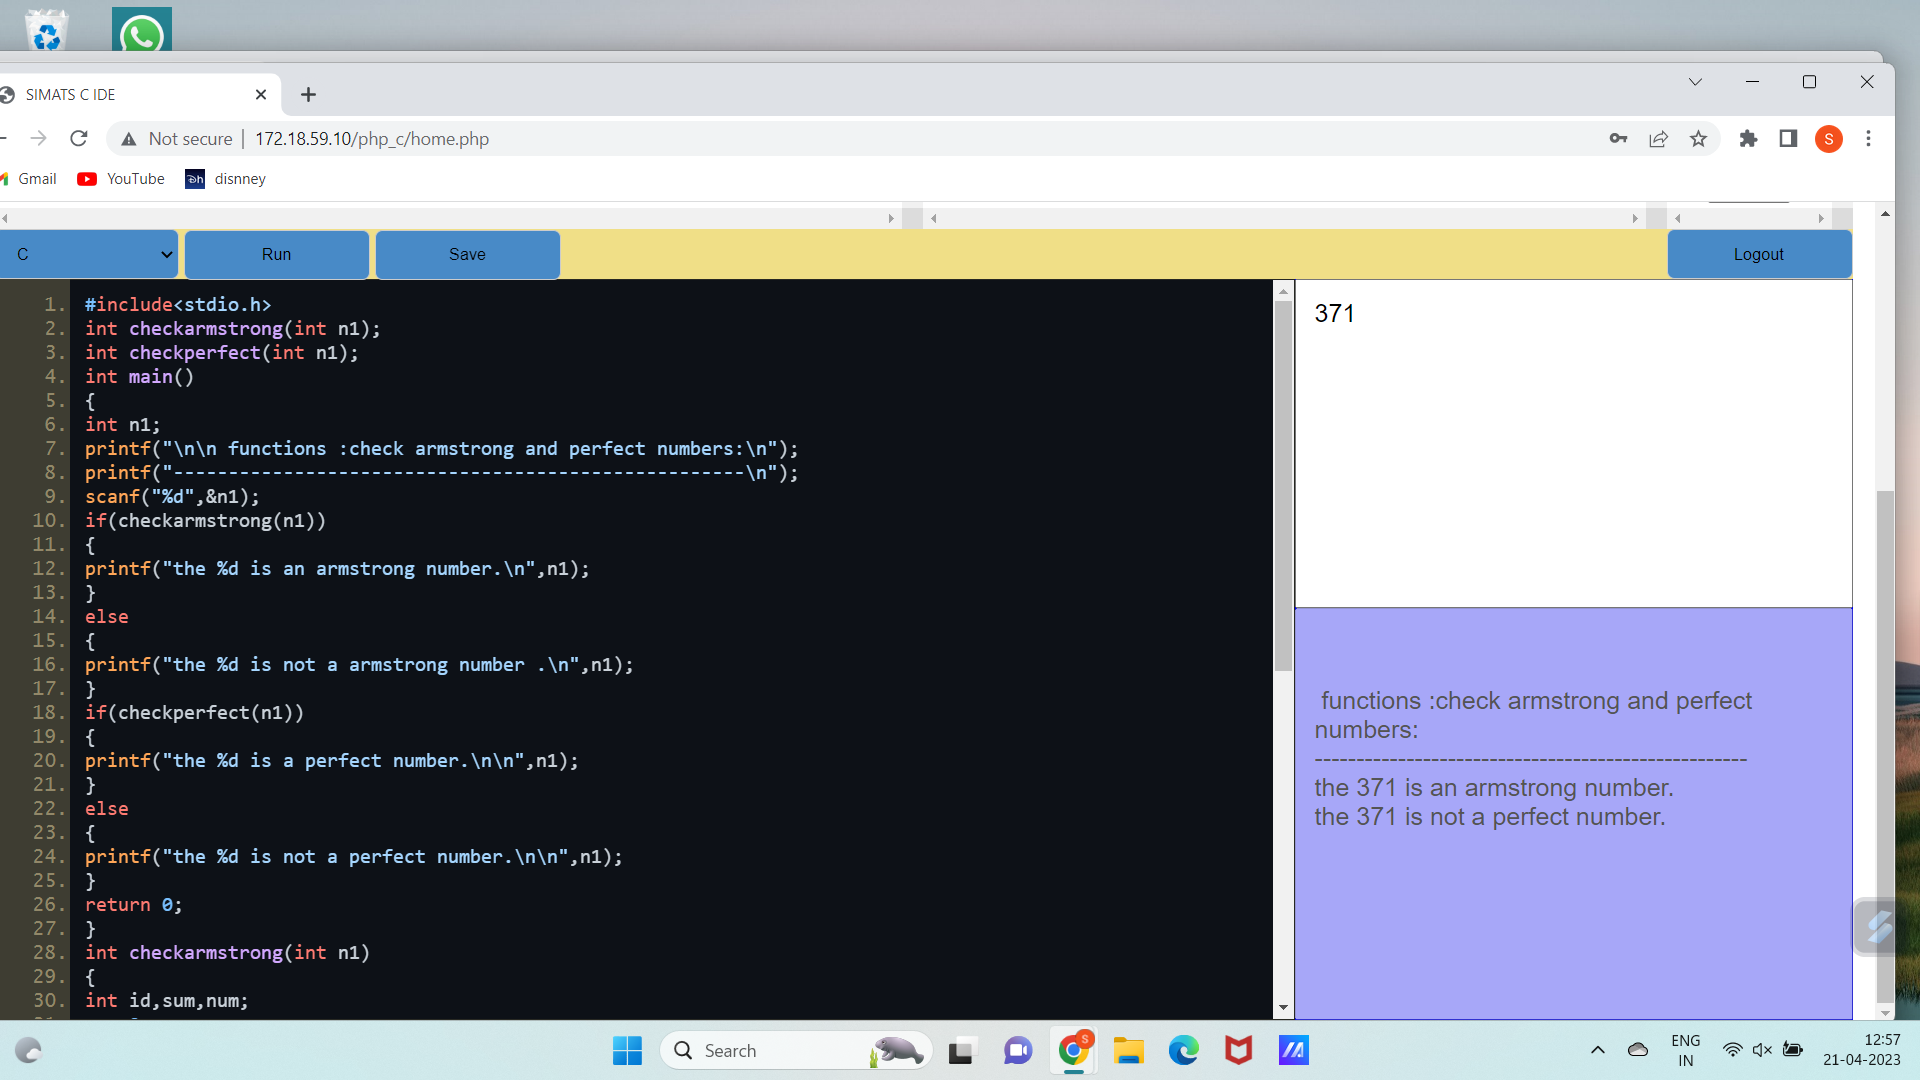 SIMATS C IDE
Not secure | 172.18.59.10/php_c/home.php
S
Gmail
YouTube
disnney
C
Run
Save
Logout
1. #include<stdio.h>
2. int checkarmstrong(int n1);
3. int checkperfect(int n1);
4. int main()
5. {
6. int n1;
7. printf("\n\n functions :check armstrong and perfect numbers:\n");
8. printf("----------------------------------------------------\n");
9. scanf("%d",&n1);
10. if(checkarmstrong(n1))
11. {
12. printf("the %d is an armstrong number.\n",n1);
13. }
14. else
15. {
16. printf("the %d is not a armstrong number .\n",n1);
17. }
18. if(checkperfect(n1))
19. {
20. printf("the %d is a perfect number.\n\n",n1);
21. }
22. else
23. {
24. printf("the %d is not a perfect number.\n\n",n1);
25. }
26. return 0;
27. }
28. int checkarmstrong(int n1)
29. {
30. int id,sum,num;
371
functions :check armstrong and perfect
numbers:
----------------------------------------------------
the 371 is an armstrong number.
the 371 is not a perfect number.
Search
S
ENG
IN
12:57
21-04-2023